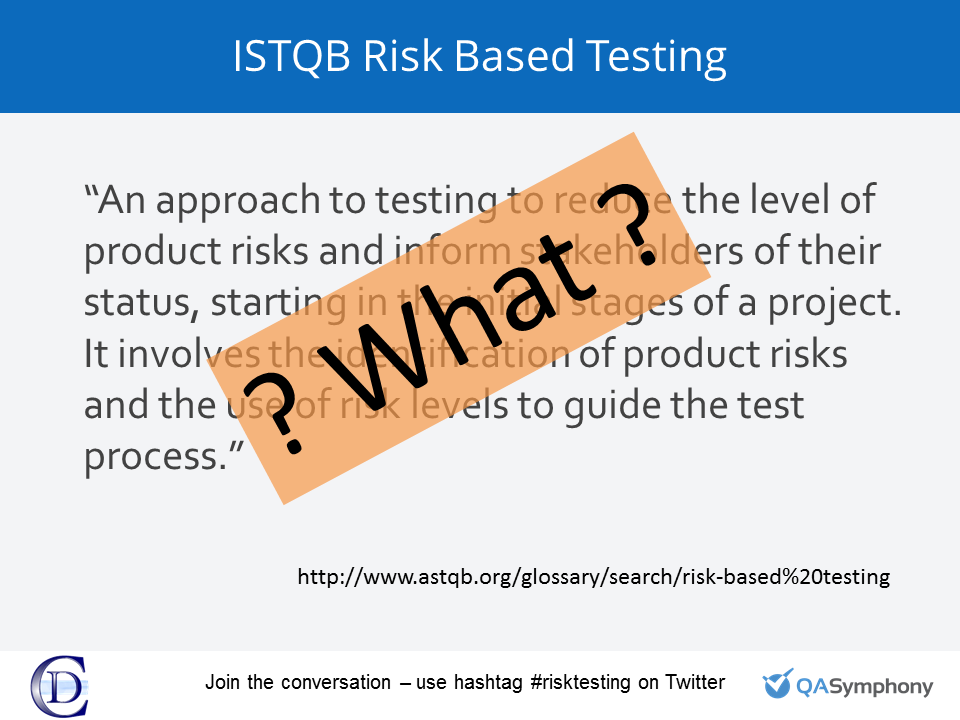 ISTQB Risk Based Testing
“An approach to testing to reduce the level of
product risks and inform stakeholders of their
status, starting in the initial stages of a project.
It involves the identification of product risks
and the use of risk levels to guide the test
process.”
? What ?
http://www.astqb.org/glossary/search/risk-based%20testing
CD
Join the conversation – use hashtag #risktesting on Twitter
QASymphony